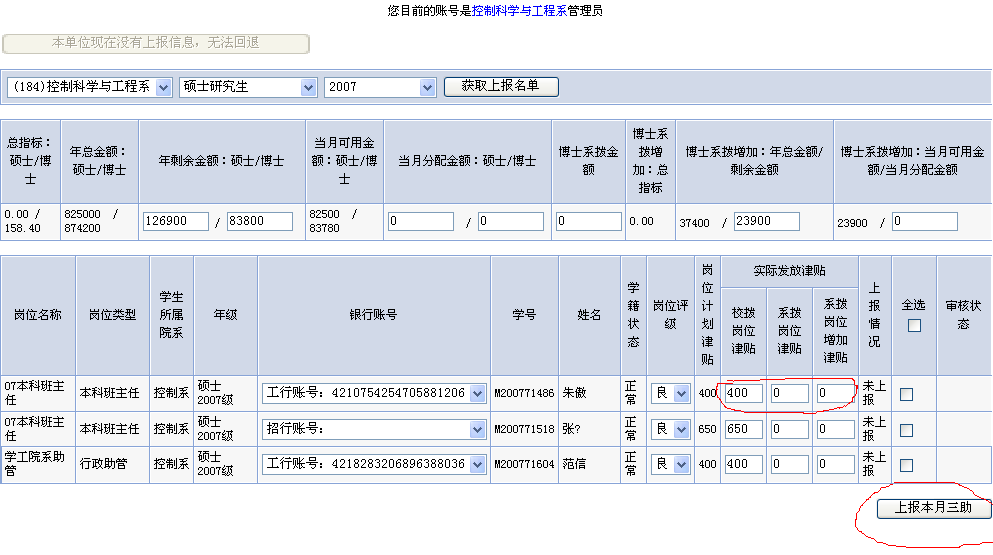 您目前的账号是控制科学与工程系管理员
本单位现在没有上报信息，无法回退
(184)控制科学与工程系 硕士研究生 2007 获取上报名单
总指标：硕士/博士 年总金额：硕士/博士 年剩余金额：硕士/博士 当月可用金额：硕士/博士 当月分配金额：硕士/博士 博士系拨金额 博士系拨增加：总指标 博士系拨增加：年总金额/剩余金额 博士系拨增加：当月可用金额/当月分配金额
0.00 / 158.40 825000 / 874200 126900 / 83800 82500 / 83780 0 / 0 0 0.00 37400 / 23900 23900 / 0
岗位名称 岗位类型 学生所属院系 年级 银行账号 学号 姓名 学籍状态 岗位评级 岗位计划津贴 实际发放津贴 上报情况 全选 审核状态
校拨岗位津贴 系拨岗位津贴 系拨岗位增加津贴
07本科班主任 本科班主任 控制系 硕士2007级 工行账号：4210754254705881206 M200771486 朱傲 正常 良 400 400 0 0 未上报
07本科班主任 本科班主任 控制系 硕士2007级 招行账号： M200771518 张? 正常 良 650 650 0 0 未上报
学工院系助管 行政助管 控制系 硕士2007级 工行账号：4218283206896388036 M200771604 范信 正常 良 400 400 0 0 未上报
上报本月三助